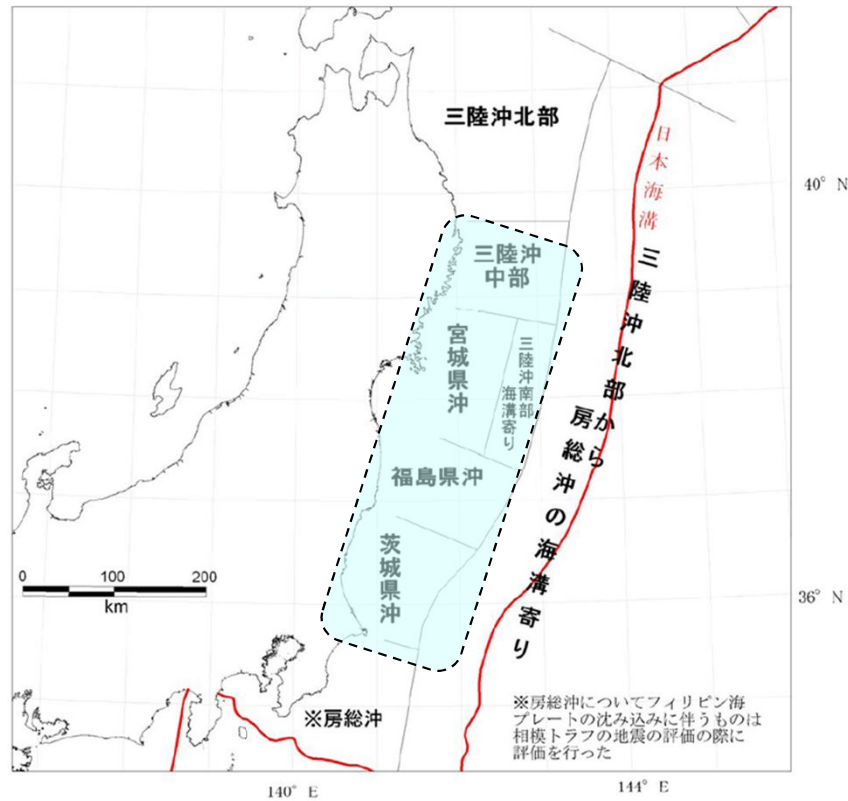 三陸沖北部
日本海溝
40° N
三陸沖
中部
三陸沖北部から
房総沖の海溝寄り
宮城県沖
三陸沖南部
海溝寄り
福島県沖
茨城県沖
0 100 200
km
36° N
※房総沖
※房総沖についてフィリピン海
プレートの沈み込みに伴うものは
相模トラフの地震の評価の際に
評価を行った
140° E
144° E